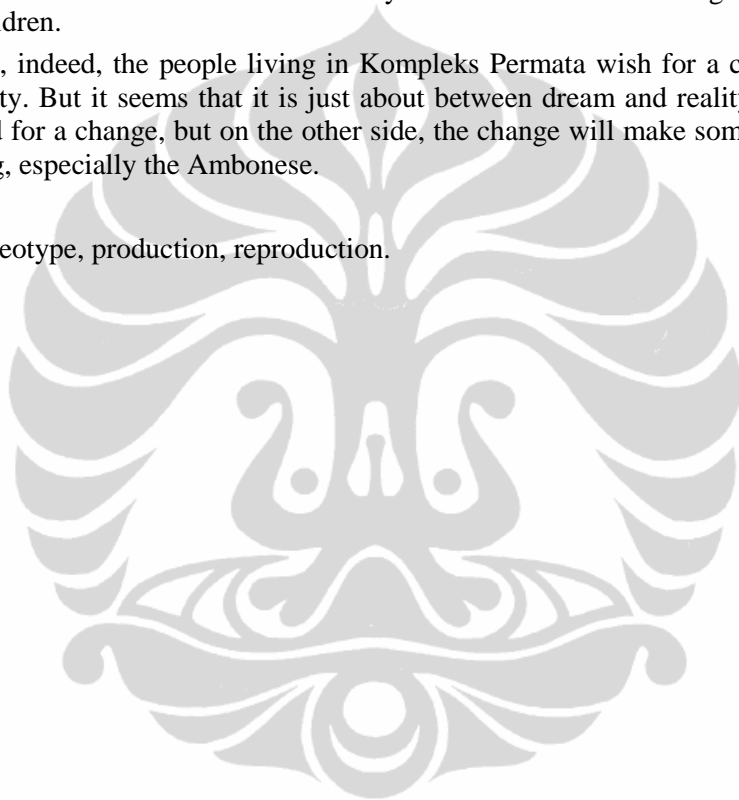 ldren.
, indeed, the people living in Kompleks Permata wish for a c
ty. But it seems that it is just about between dream and reality
d for a change, but on the other side, the change will make som
g, especially the Ambonese.
eotype, production, reproduction.